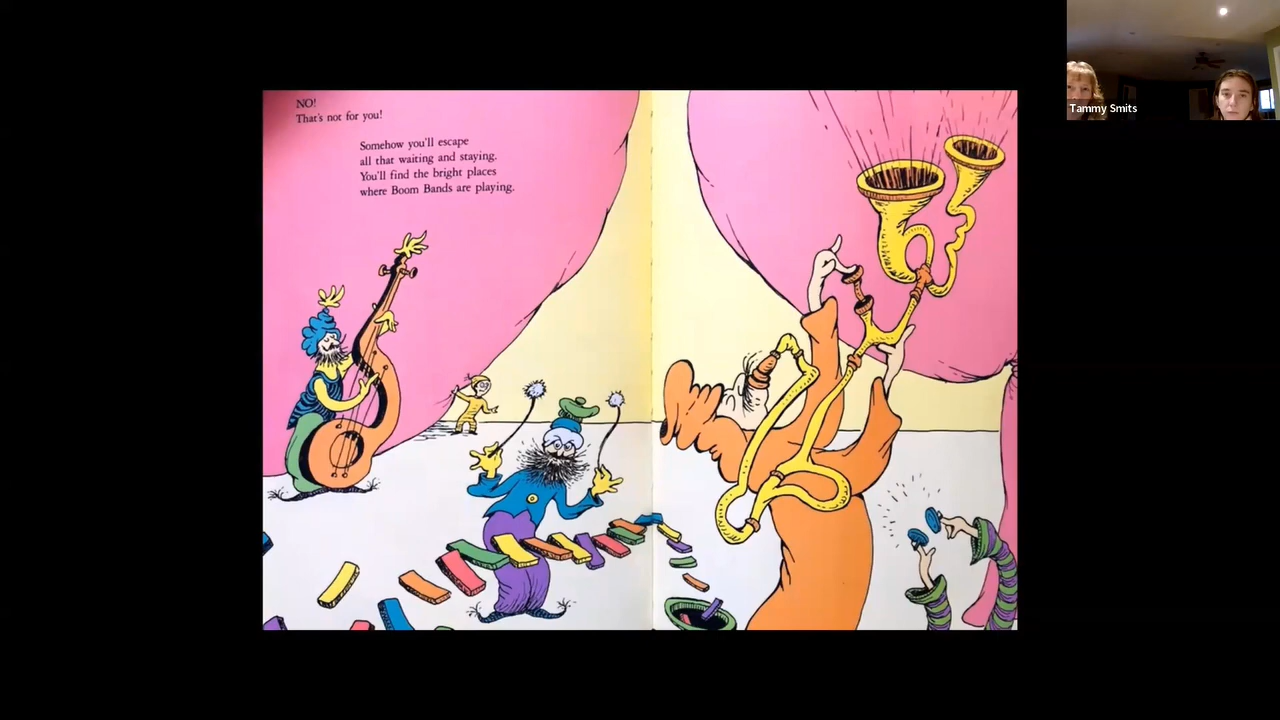 NO!
That's not for you!
Somehow you'll escape
all that waiting and staying.
You'll find the bright places
where Boom Bands are playing.
Tammy Smits